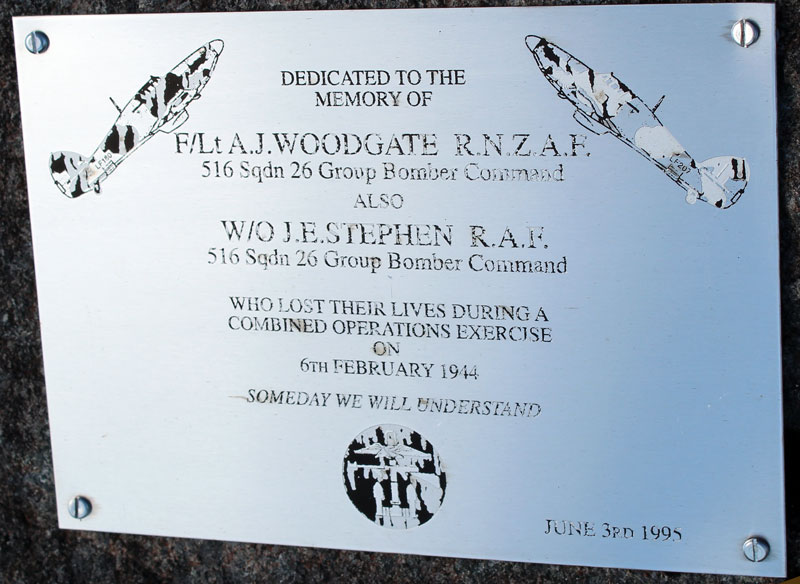 DEDICATED TO THE
MEMORY OF
F/Lt A.J.WOODGATE R.N.Z.A.F.
516 Sqdn 26 Group Bomber Command
ALSO
W/O J.E.STEPHEN R.A.F.
516 Sqdn 26 Group Bomber Command
WHO LOST THEIR LIVES DURING A
COMBINED OPERATIONS EXERCISE
ON
6TH FEBRUARY 1944
SOMEDAY WE WILL UNDERSTAND
JUNE 3RD 1995